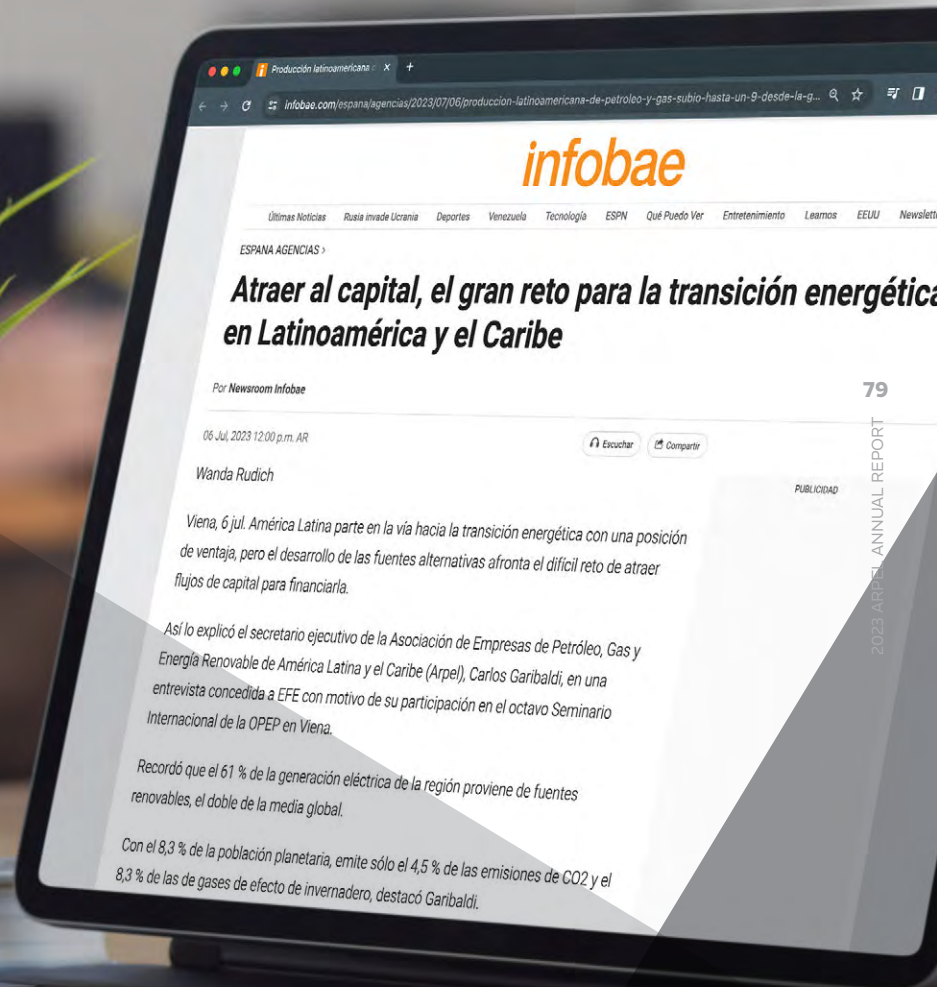 Producción latinoamericana
infobae.com/espana/agencias/2023/07/06/produccion-latinoamericana-de-petroleo-y-gas-subio-hasta-un-9-desde-la-g...
infobae
Últimas Noticias Rusia invade Ucrania Deportes Venezuela Tecnología ESPN Qué Puedo Ver Entretenimiento Leamos EEUU Newslett
ESPANA AGENCIAS >
Atraer al capital, el gran reto para la transición energética
en Latinoamérica y el Caribe
Por Newsroom Infobae
06 Jul, 2023 12:00 p.m. AR
Escuchar
Compartir
Wanda Rudich
PUBLICIDAD
Viena, 6 jul. América Latina parte en la vía hacia la transición energética con una posición
de ventaja, pero el desarrollo de las fuentes alternativas afronta el difícil reto de atraer
flujos de capital para financiarla.
Así lo explicó el secretario ejecutivo de la Asociación de Empresas de Petróleo, Gas y
Energía Renovable de América Latina y el Caribe (Arpel), Carlos Garibaldi, en una
entrevista concedida a EFE con motivo de su participación en el octavo Seminario
Internacional de la OPEP en Viena.
Recordó que el 61 % de la generación eléctrica de la región proviene de fuentes
renovables, el doble de la media global.
Con el 8,3 % de la población planetaria, emite sólo el 4,5 % de las emisiones de CO2 y el
8,3 % de las de gases de efecto de invernadero, destacó Garibaldi.
79
2023 ARPEL ANNUAL REPORT